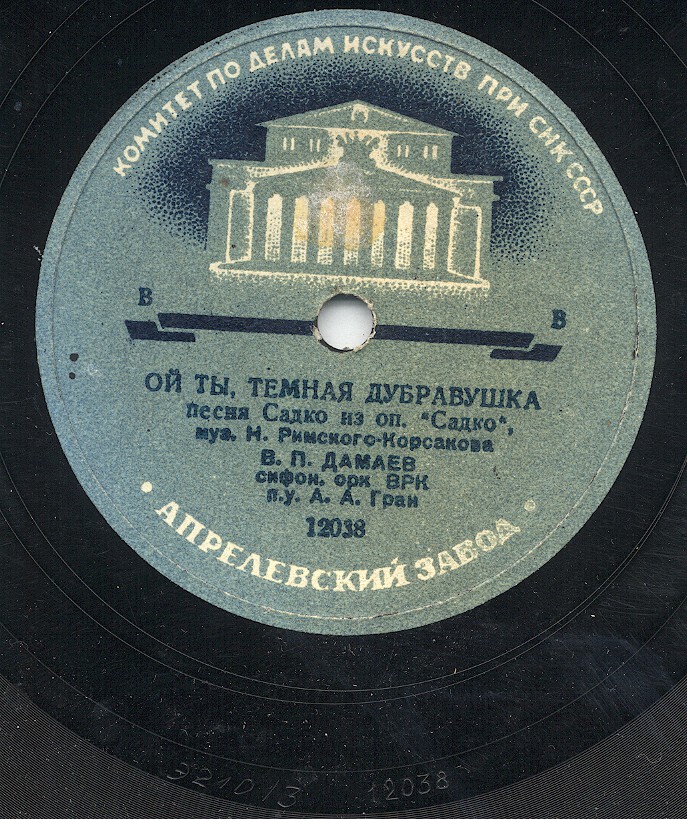 КОМИТЕТ ПО ДЕЛАМ ИСКУССТВ ПРИ СНК СССР
В В
ОЙ ТЫ, ТЕМНАЯ ДУБРАВУШКА
песня Садко из оп. "Садко",
муз. Н. Римского-Корсакова
В. П. ДАМАЕВ
симфон. орк ВРК
п.у. А. А. Гран
12038
• АПРЕЛЕВСКИЙ ЗАВОД •
12038